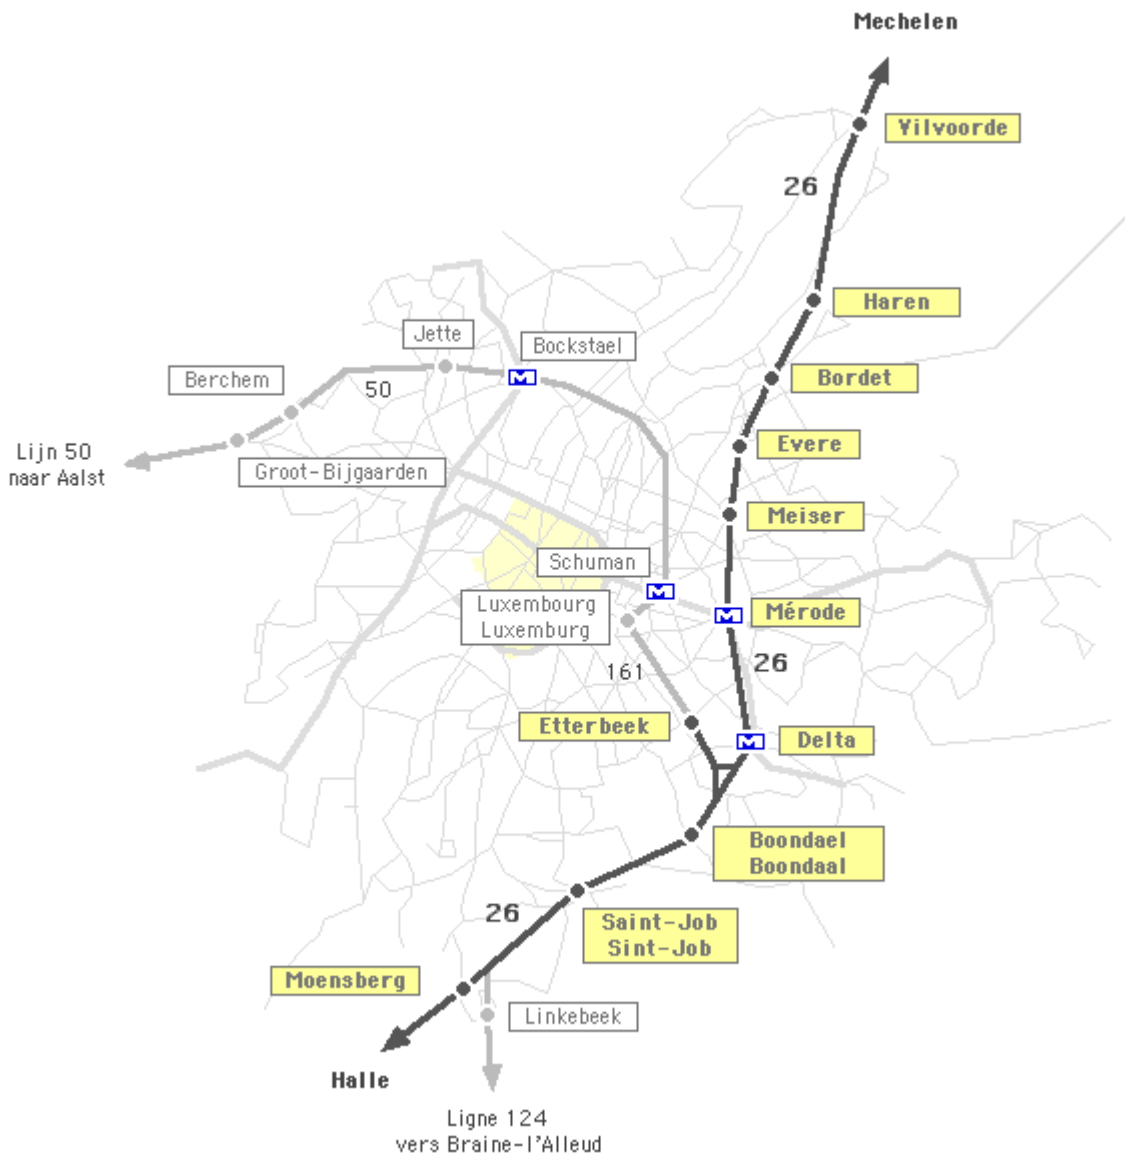 Mechelen
Vilvoorde
26
Haren
Jette
Bockstael
Berchem
50
Bordet
Evere
Lijn 50
naar Aalst
Groot-Bijgaarden
Meiser
Schuman
M
M
Luxembourg
Luxemburg
M
Mérode
161
26
Etterbeek
M
Delta
Boondael
Boondaal
26
Saint-Job
Sint-Job
Moensberg
Linkebeek
Halle
Ligne 124
vers Braine-l'Alleud